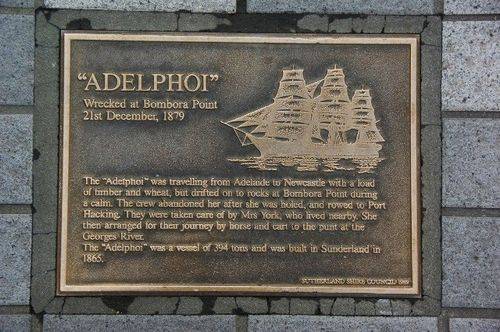 "ADELPHOI"
Wrecked at Bombora Point
21st December, 1879
The "Adelphoi" was travelling from Adelaide to Newcastle with a load
of timber and wheat, but drifted on to rocks at Bombora Point during
a calm. The crew abandoned her after she was holed, and rowed to Port
Hacking. They were taken care of by Mrs York, who lived nearby. She
then arranged for their journey by horse and cart to the punt at the
Georges River.
The "Adelphoi" was a vessel of 394 tons and was built in Sunderland in
1865.
SUTHERLAND SHIRE COUNCIL 1989